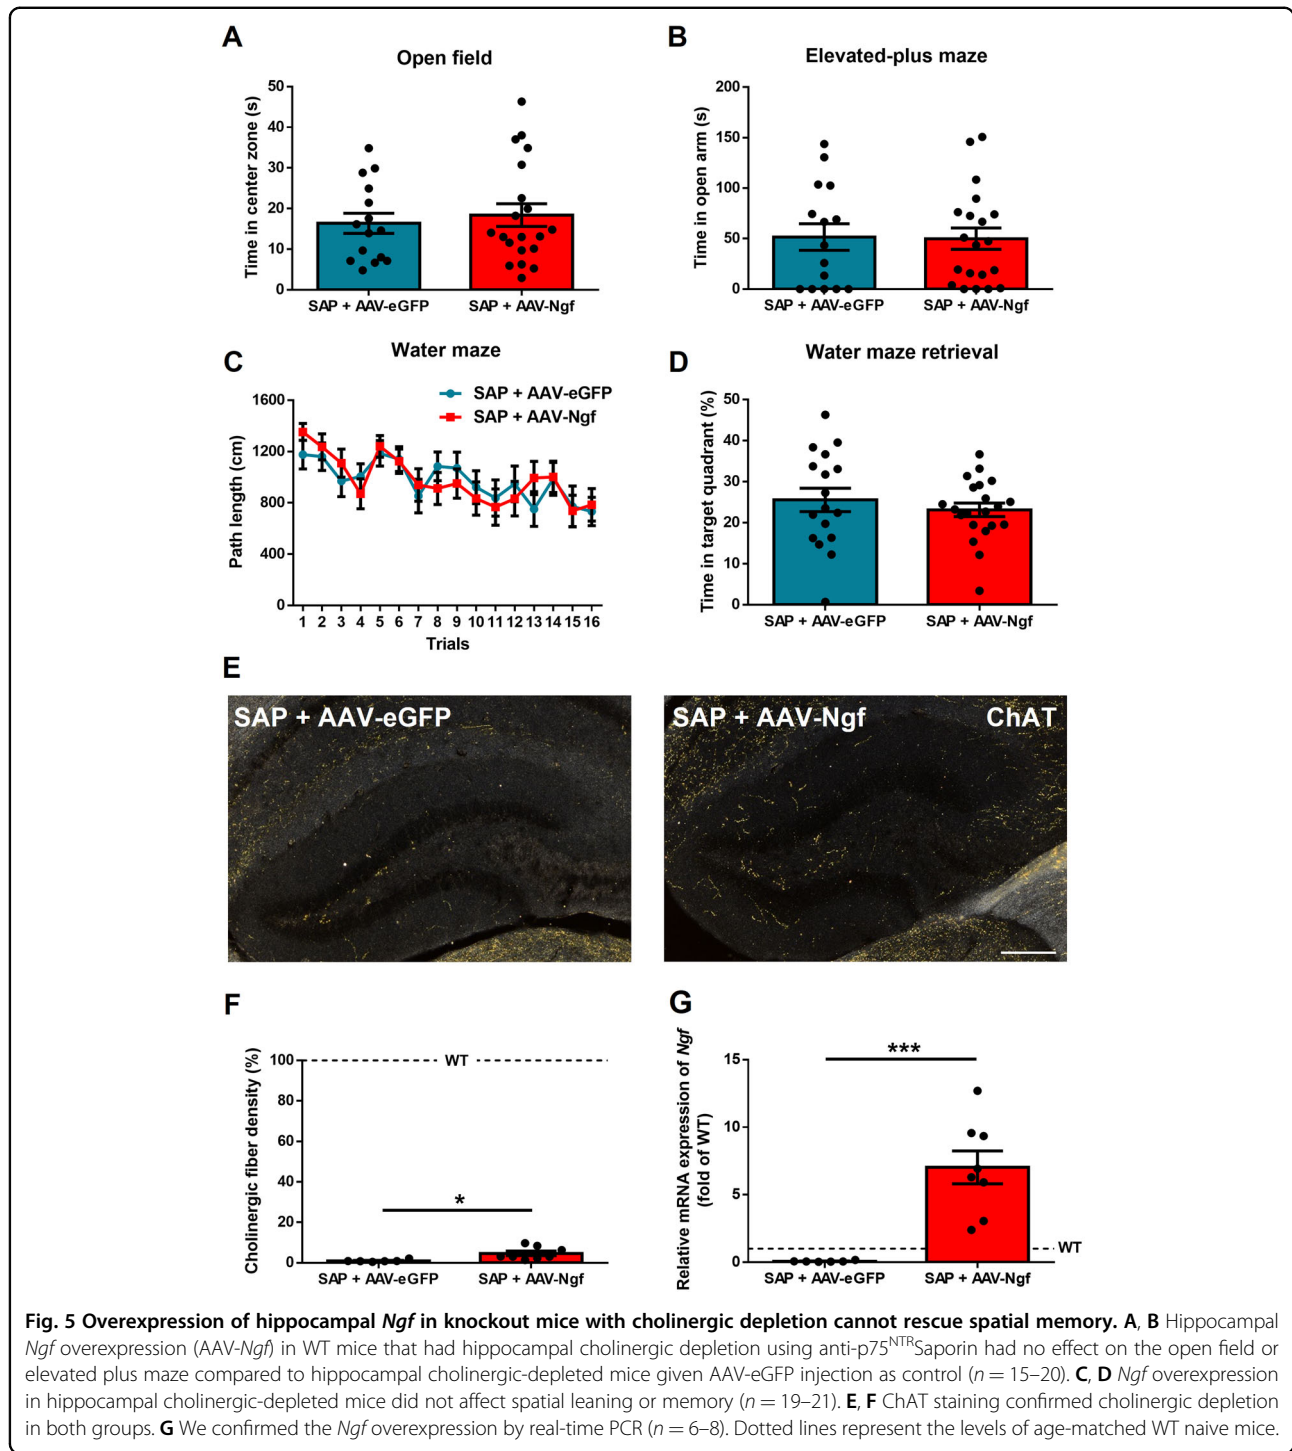 A
Open field
Time in center zone (s)
50
40
30
20
10
0
SAP + AAV-eGFP
SAP + AAV-Ngf
B
Elevated-plus maze
Time in open arm (s)
200
150
100
50
0
SAP + AAV-eGFP
SAP + AAV-Ngf
C
Water maze
SAP + AAV-eGFP
SAP + AAV-Ngf
Path length (cm)
1600
1200
800
400
0
1 2 3 4 5 6 7 8 9 10 11 12 13 14 15 16
Trials
D
Water maze retrieval
Time in target quadrant (%)
50
40
30
20
10
0
SAP + AAV-eGFP
SAP + AAV-Ngf
E
SAP + AAV-eGFP
SAP + AAV-Ngf
ChAT
F
Cholinergic fiber density (%)
100
80
60
40
20
0
WT
*
SAP + AAV-eGFP
SAP + AAV-Ngf
G
Relative mRNA expression of Ngf
(fold of WT)
15
10
5
0
***
WT
SAP + AAV-eGFP
SAP + AAV-Ngf
Fig. 5 Overexpression of hippocampal Ngf in knockout mice with cholinergic depletion cannot rescue spatial memory. A, B Hippocampal
Ngf overexpression (AAV-Ngf) in WT mice that had hippocampal cholinergic depletion using anti-p75NTRSaporin had no effect on the open field or
elevated plus maze compared to hippocampal cholinergic-depleted mice given AAV-eGFP injection as control (n = 15–20). C, D Ngf overexpression
in hippocampal cholinergic-depleted mice did not affect spatial leaning or memory (n = 19–21). E, F ChAT staining confirmed cholinergic depletion
in both groups. G We confirmed the Ngf overexpression by real-time PCR (n = 6–8). Dotted lines represent the levels of age-matched WT naive mice.